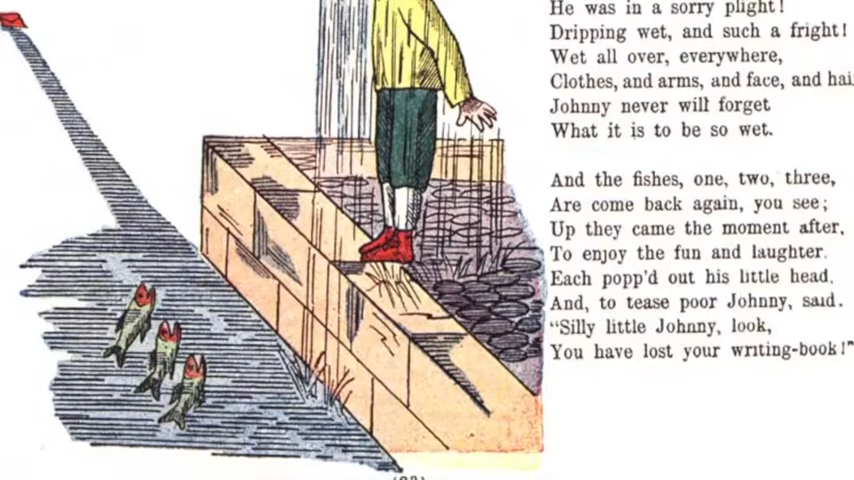 He was in a sorry plight!
Dripping wet, and such a fright!
Wet all over, everywhere,
Clothes, and arms, and face, and hai
Johnny never will forget
What it is to be so wet.
And the fishes, one, two, three,
Are come back again, you see;
Up they came the moment after,
To enjoy the fun and laughter.
Each popp'd out his little head,
And, to tease poor Johnny, said.
"Silly little Johnny, look,
You have lost your writing-book!"